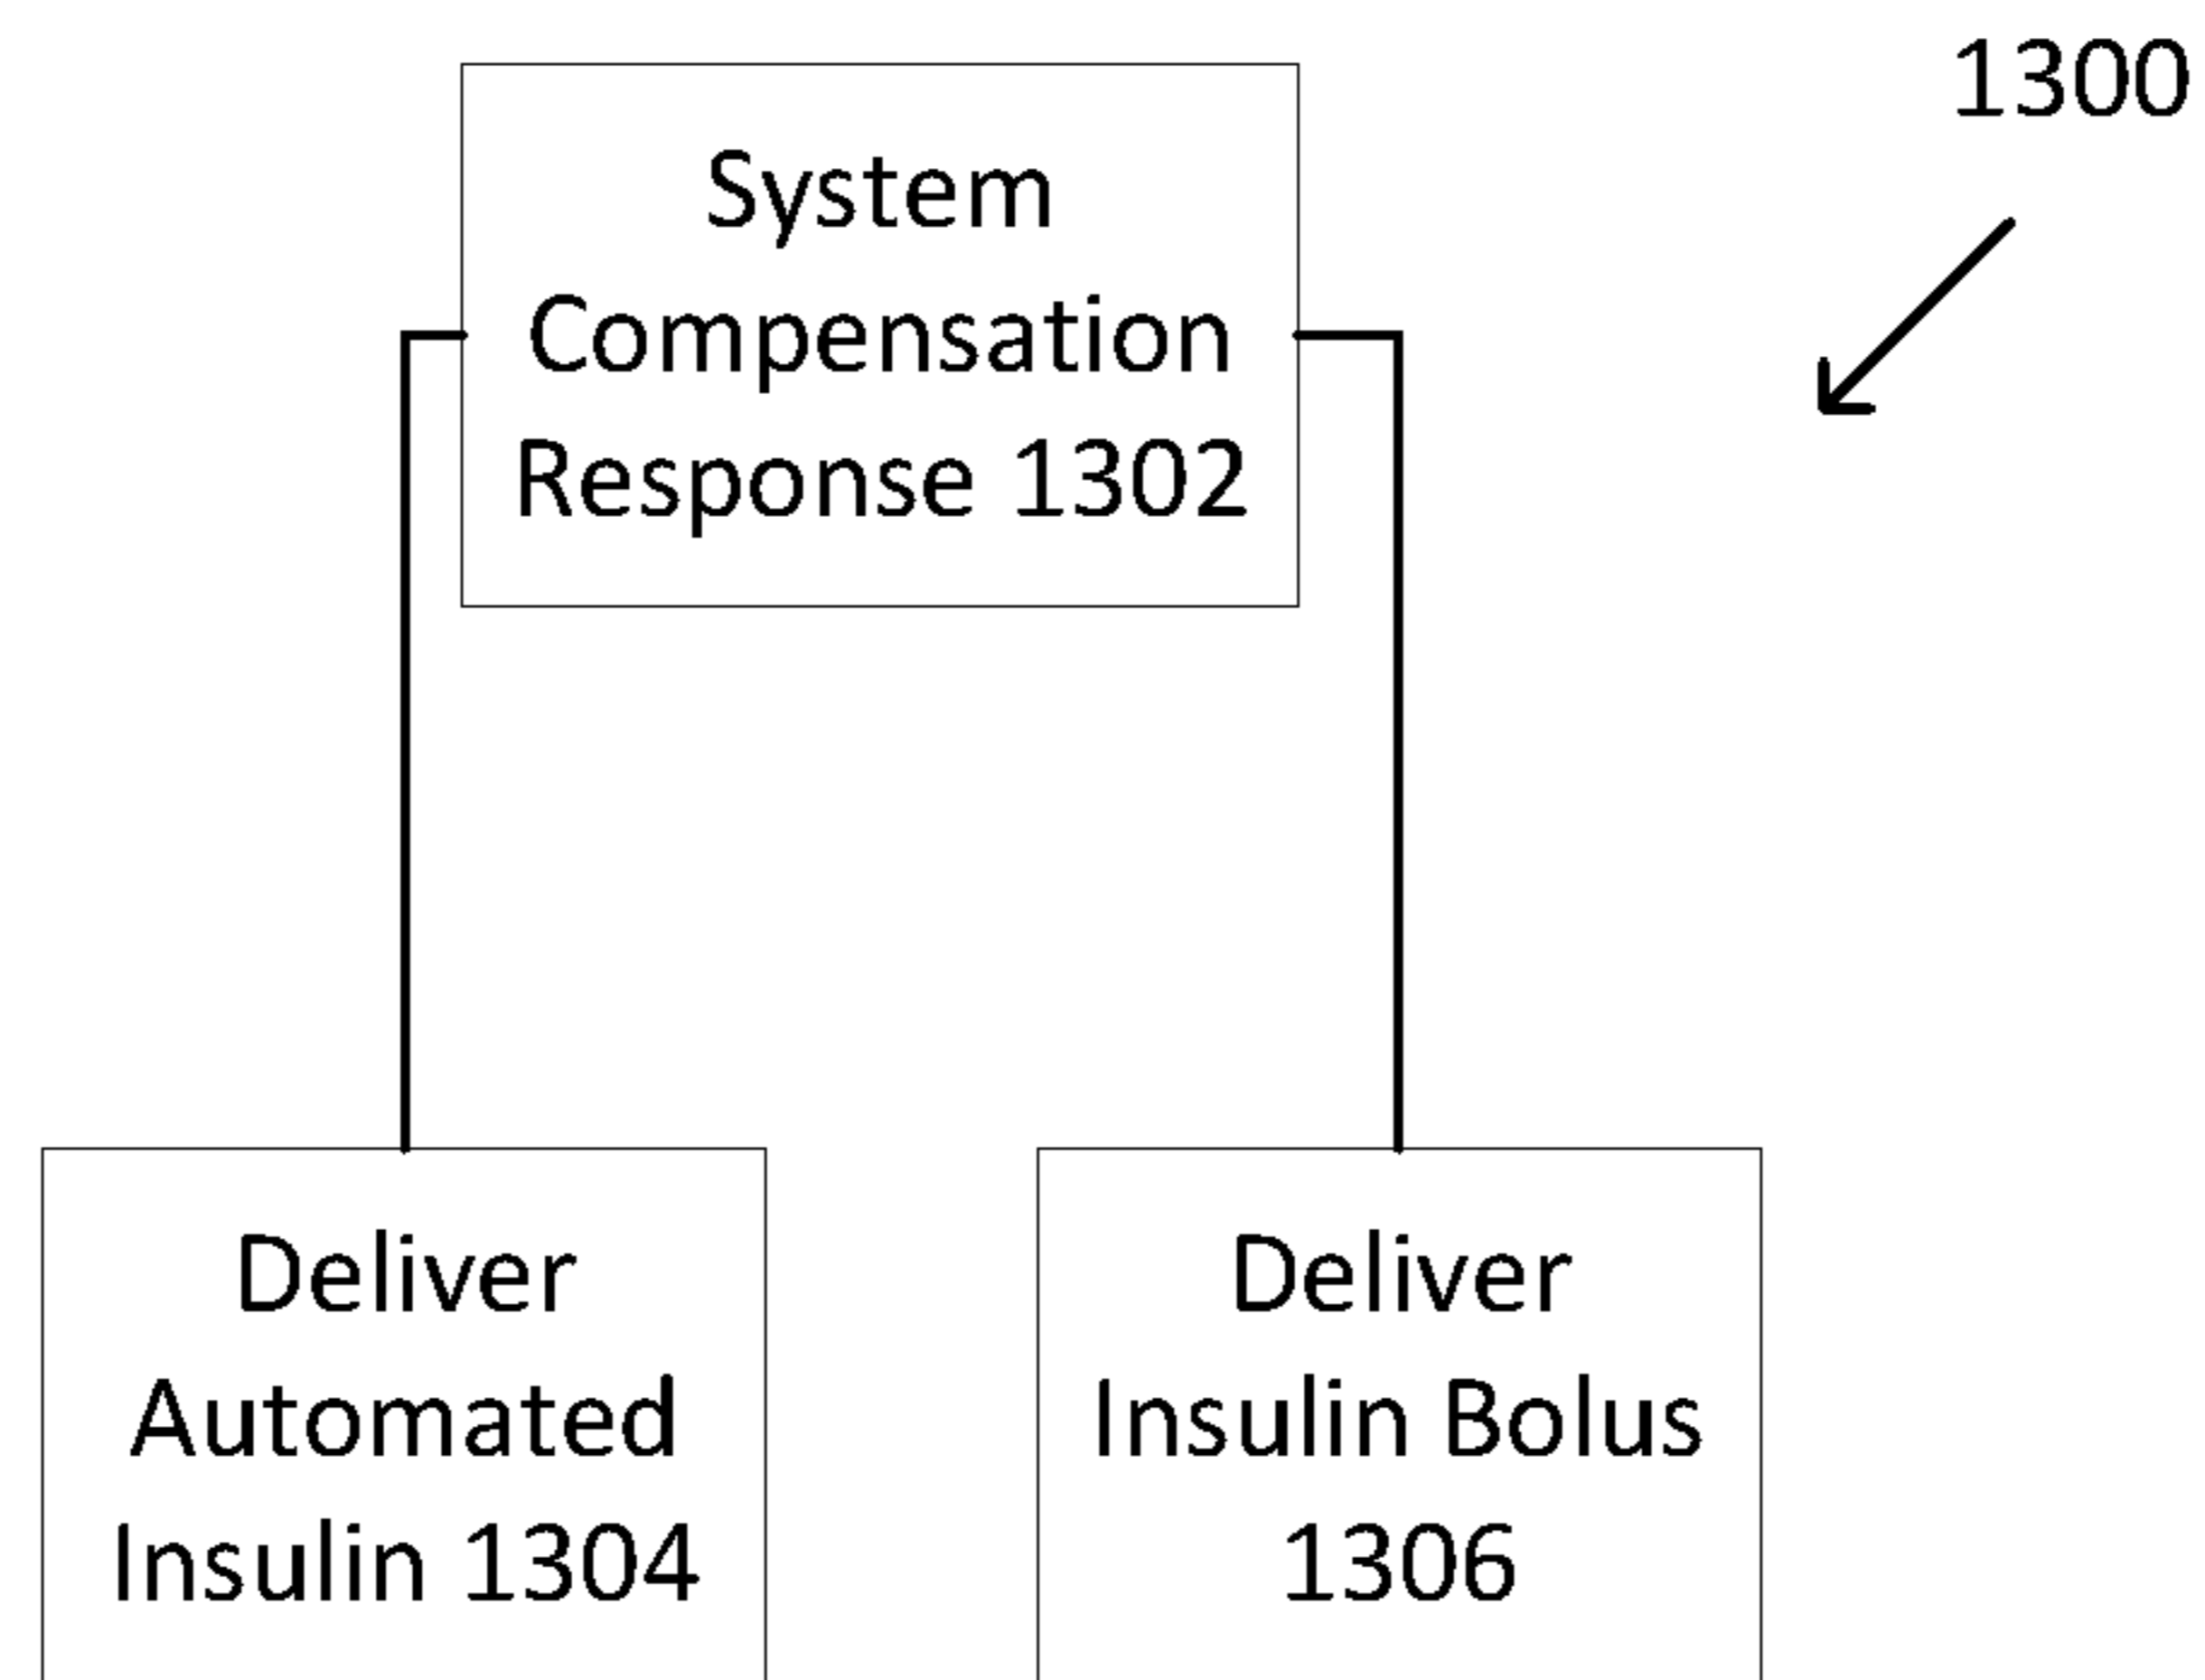 1300
System
Compensation
Response 1302
Deliver
Automated
Insulin 1304
Deliver
Insulin Bolus
1306